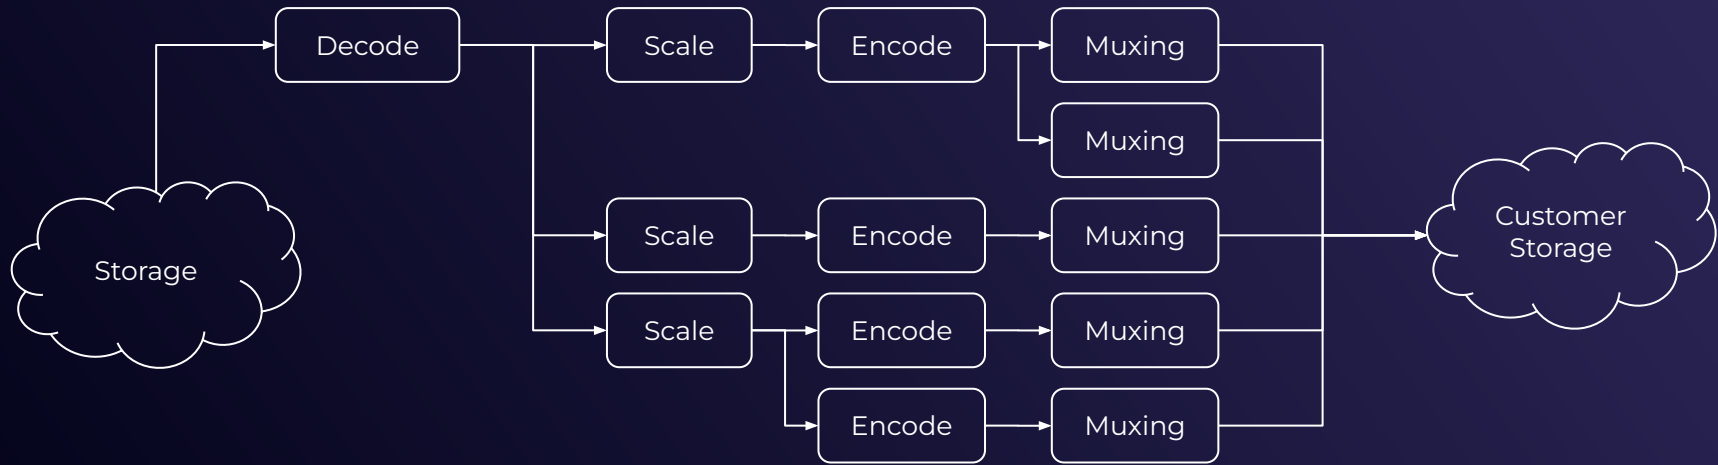 Decode
Scale
Encode
Muxing
Muxing
Storage
Scale
Encode
Muxing
Customer
Storage
Scale
Encode
Muxing
Encode
Muxing